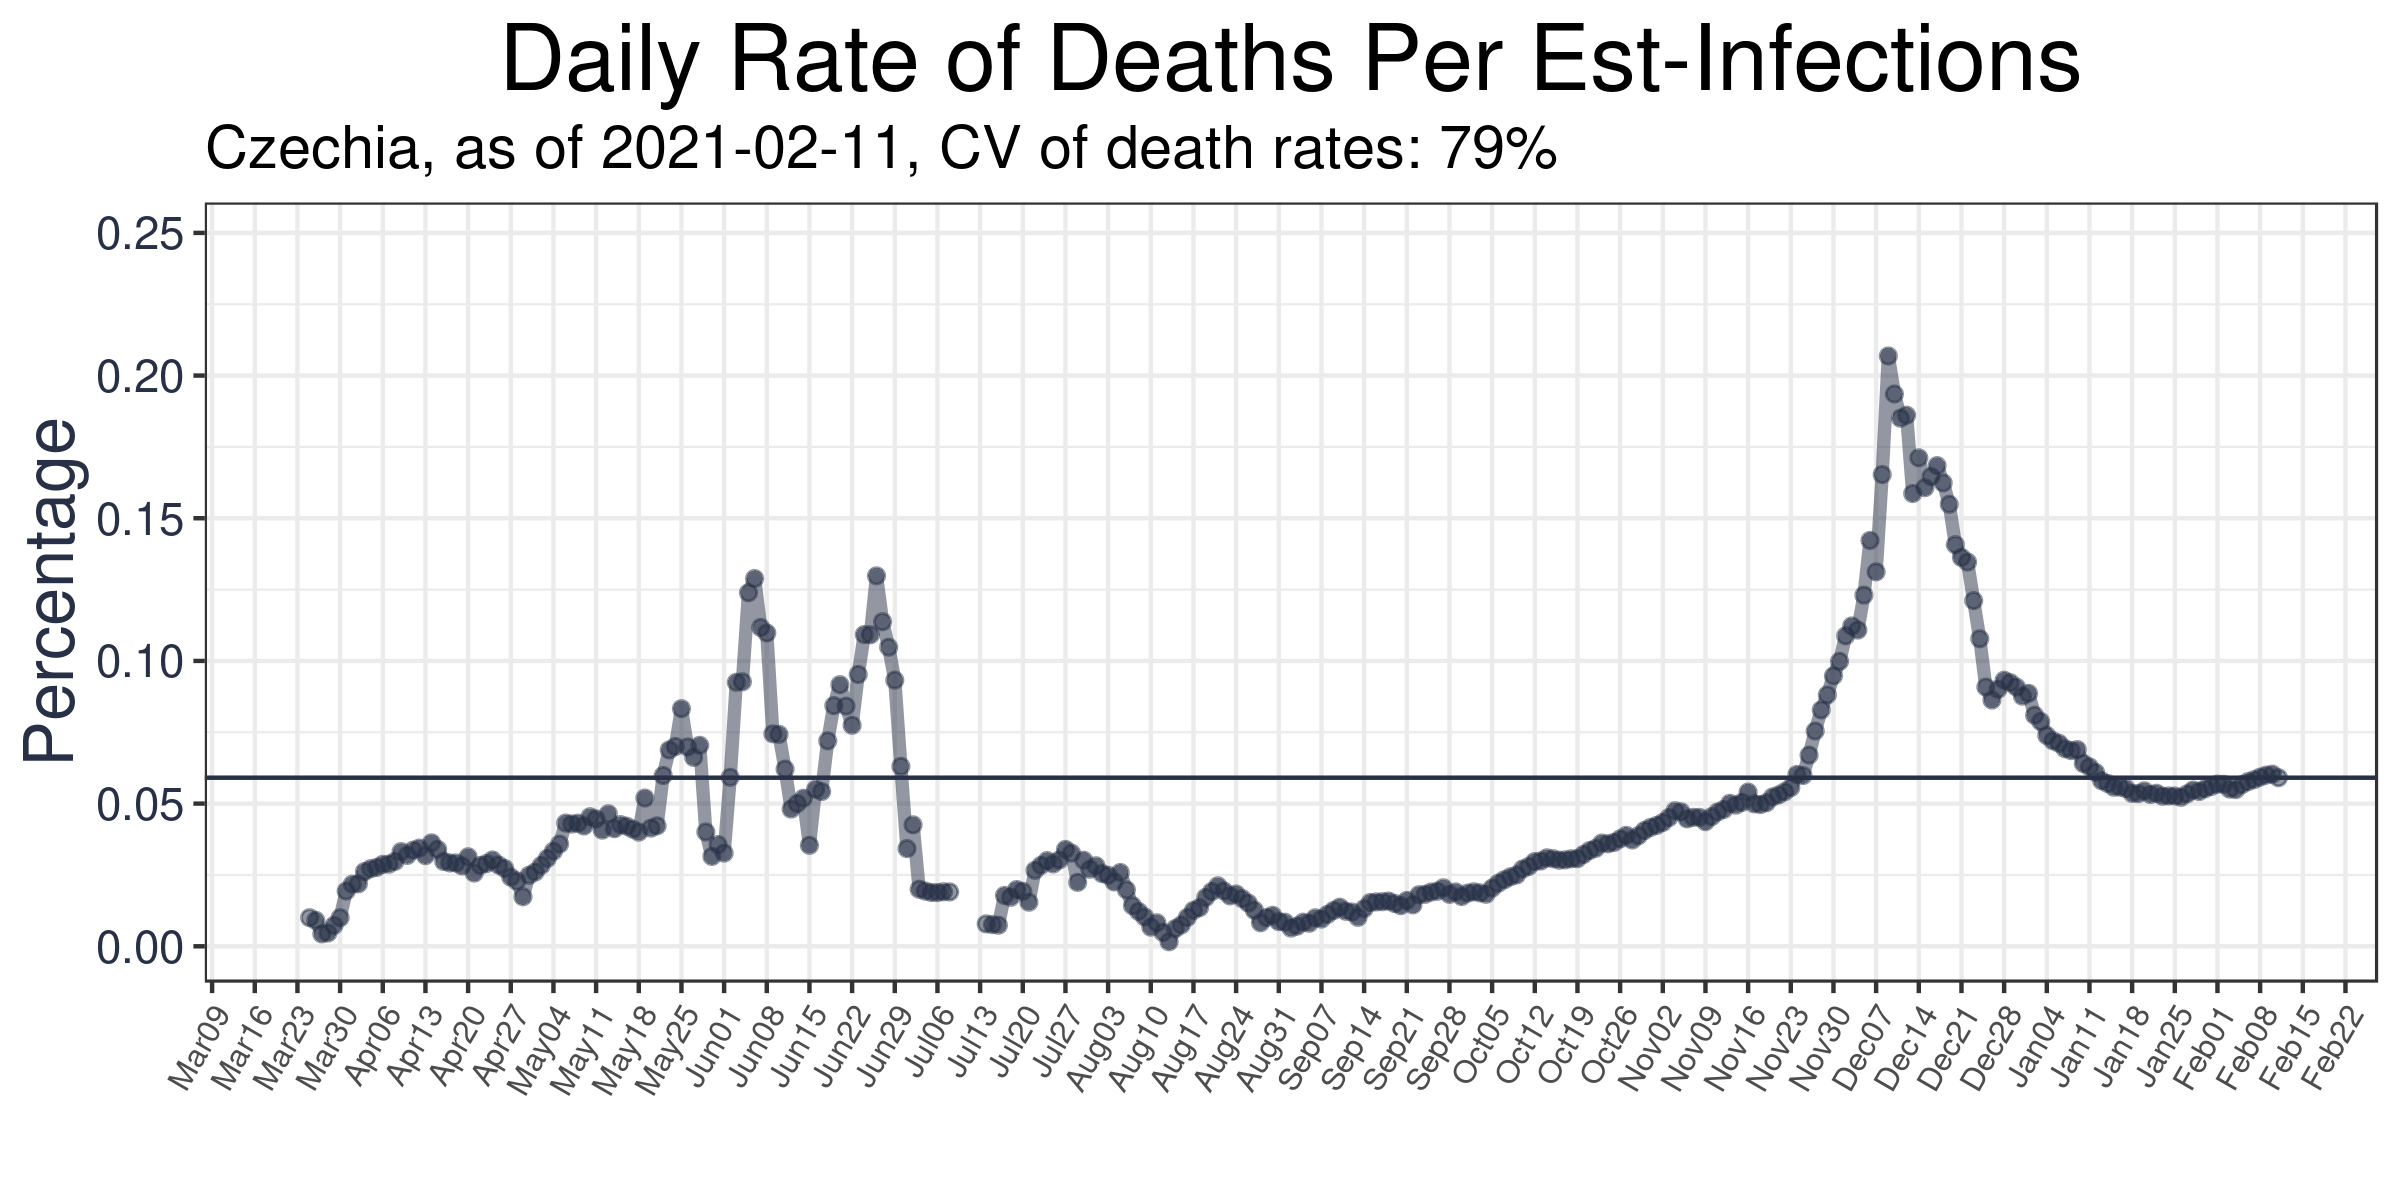 Daily Rate of Deaths Per Est-Infections
Czechia, as of 2021-02-11, CV of death rates: 79%
Percentage
0.25
0.20
0.15
0.10
0.05
0.00
Mar09
Mar16
Mar23
Mar30
Apr06
Apr13
Apr20
Apr27
May04
May11
May18
May25
Jun01
Jun08
Jun15
Jun22
Jun29
Jul06
Jul13
Jul20
Jul27
Aug03
Aug10
Aug17
Aug24
Aug31
Sep07
Sep14
Sep21
Sep28
Oct05
Oct12
Oct19
Oct26
Nov02
Nov09
Nov16
Nov23
Nov30
Dec07
Dec14
Dec21
Dec28
Jan04
Jan11
Jan18
Jan25
Feb01
Feb08
Feb15
Feb22